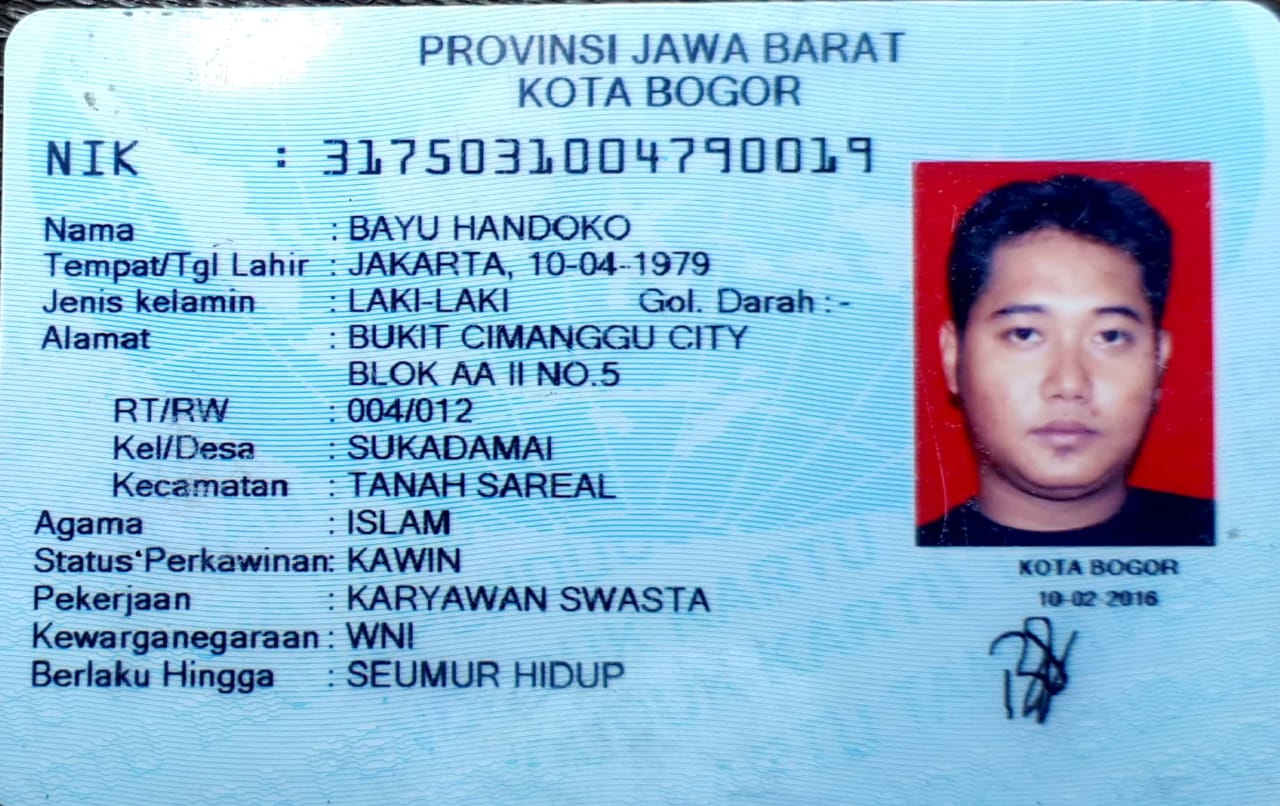 PROVINSI JAWA BARAT
KOTA BOGOR
NIK : 3175031004790019
Nama : BAYU HANDOKO
Tempat/Tgl Lahir : JAKARTA, 10-04-1979
Jenis kelamin : LAKI-LAKI Gol. Darah : -
Alamat : BUKIT CIMANGGU CITY
BLOK AA II NO.5
RT/RW : 004/012
Kel/Desa : SUKADAMAI
Kecamatan : TANAH SAREAL
Agama : ISLAM
Status Perkawinan: KAWIN
Pekerjaan : KARYAWAN SWASTA
Kewarganegaraan : WNI
Berlaku Hingga : SEUMUR HIDUP
KOTA BOGOR
10-02-2016